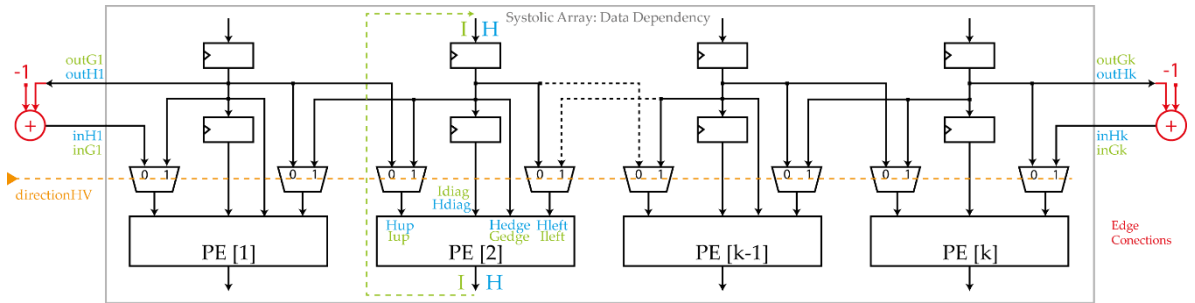 Systolic Array: Data Dependency
I H
outG1
outH1
-1
+
inH1
inG1
outGk
outHk
-1
+
inHk
inGk
0 1
0 1
0 1
0 1
0 1
0 1
0 1
0 1
directionHV
Idiag
Hdiag
Hup
Iup
Hedge
Gedge
Hleft
Ileft
PE [1]
PE [2]
PE [k-1]
PE [k]
Edge
Conections
I H